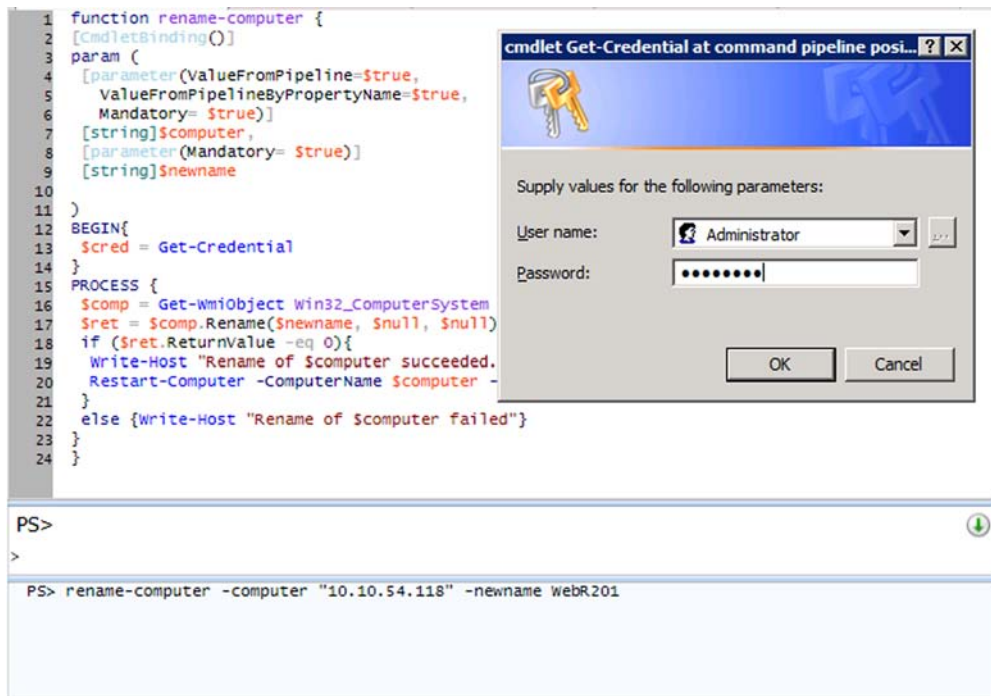 1 function rename-computer {
2 [CmdletBinding()]
3 param (
4 [parameter(ValueFromPipeline=$true,
5 ValueFromPipelineByPropertyName=$true,
6 Mandatory= $true)]
7 [string]$computer,
8 [parameter(Mandatory= $true)]
9 [string]$newname
10
11 )
12 BEGIN{
13 $cred = Get-Credential
14 }
15 PROCESS {
16 $comp = Get-WmiObject Win32_ComputerSystem
17 $ret = $comp.Rename($newname, $null, $null)
18 if ($ret.ReturnValue -eq 0){
19 Write-Host "Rename of $computer succeeded.
20 Restart-Computer -ComputerName $computer -
21 }
22 else {Write-Host "Rename of $computer failed"}
23 }
24 }
cmdlet Get-Credential at command pipeline posi...
Supply values for the following parameters:
User name: Administrator
...
Password: ●●●●●●●●
OK Cancel
PS>
>
PS> rename-computer -computer "10.10.54.118" -newname WebR201